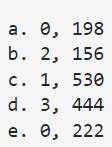 a. 0, 198
b. 2, 156
c. 1, 530
d. 3, 444
e. 0, 222